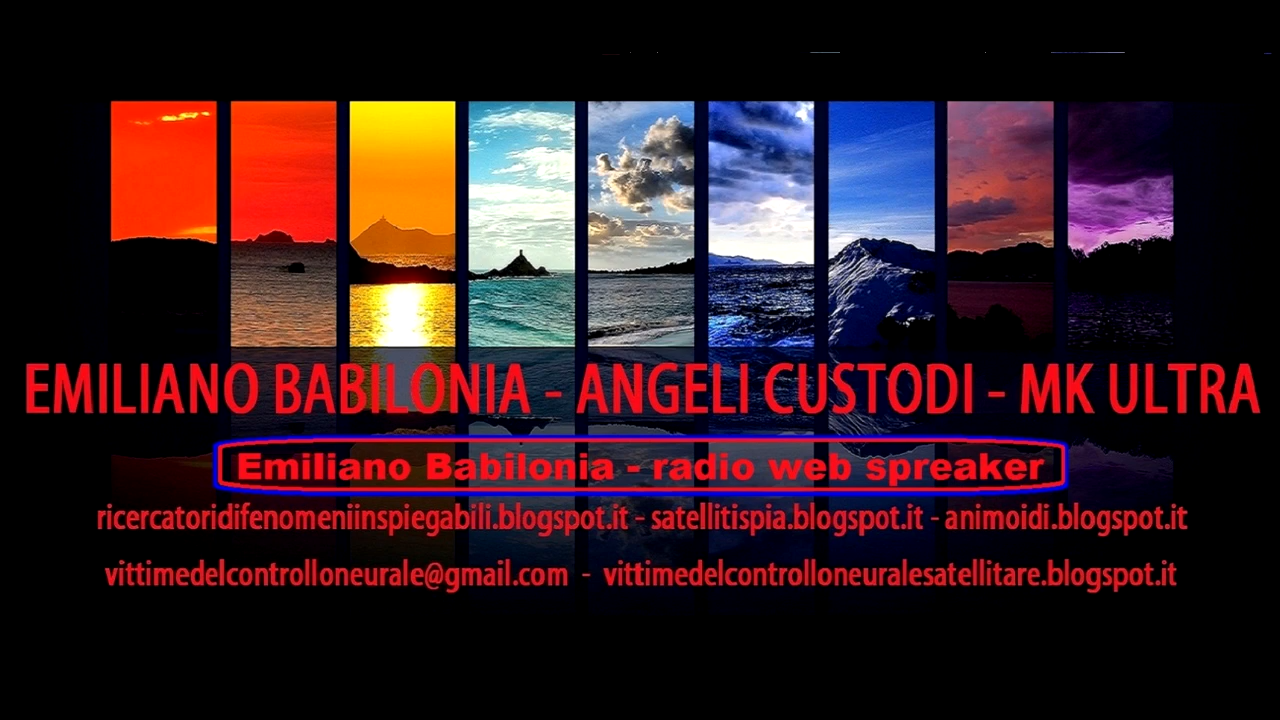 EMILIANO BABILONIA - ANGELI CUSTODI - MK ULTRA
Emiliano Babilonia - radio web spreaker
ricercatoridifenomeniinspiegabili.blogspot.it - satellitispia.blogspot.it - animoidi.blogspot.it
vittimedelcontrolloneurale@gmail.com - vittimedelcontrolloneuralesatellitare.blogspot.it